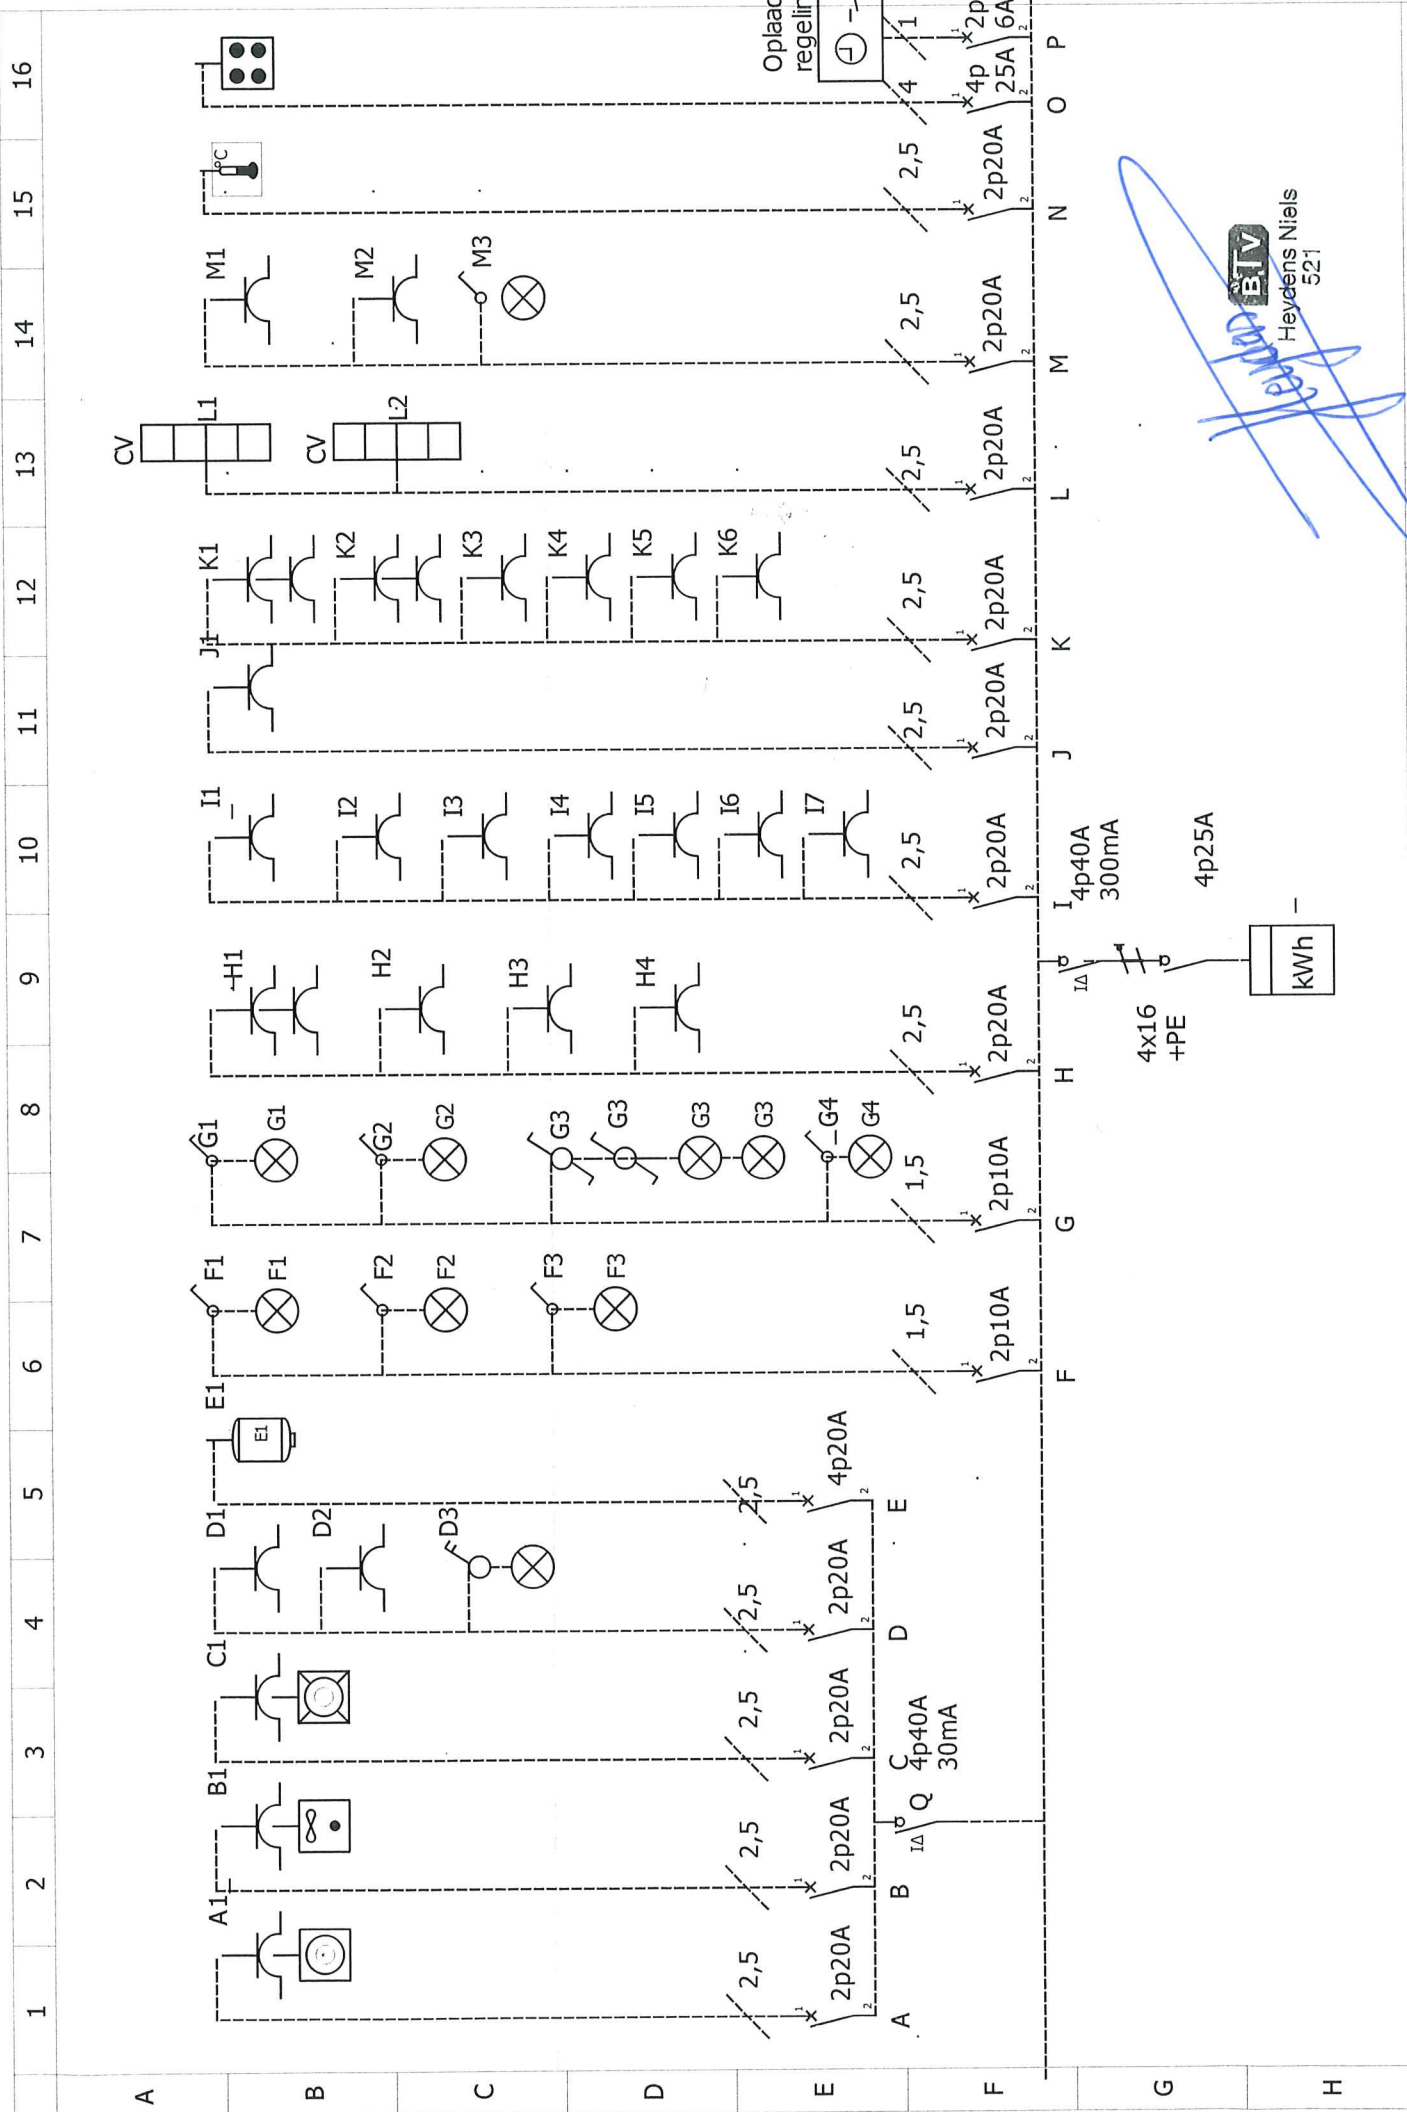 1 2 3 4 5 6 7 8 9 10 11 12 13 14 15 16
A
B
C
D
E
F
G
H
A1
2,5
2p20A
A
B1
2,5
2p20A
B
C1
2,5
2p20A
C
4p40A
30mA
Q
IΔ
D1
D2
D3
2,5
2p20A
D
E1
E1
2,5
4p20A
E
F1
F1
F2
F2
F3
F3
1,5
2p10A
F
G1
G1
G2
G2
G3
G3
G3
G3
G4
G4
1,5
2p10A
G
H1
H2
H3
H4
2,5
2p20A
H
I1
I2
I3
I4
I5
I6
I7
2,5
2p20A
I
4p40A
300mA
IΔ
4p25A
4x16
+PE
kWh
J1
2,5
2p20A
J
K1
K2
K3
K4
K5
K6
2,5
2p20A
K
CV
L1
CV
L2
2,5
2p20A
L
M1
M2
M3
2,5
2p20A
M
°C
2,5
2p20A
N
4
4p
25A
O
1
2p
6A
P
BTV
Heydens Niels
521